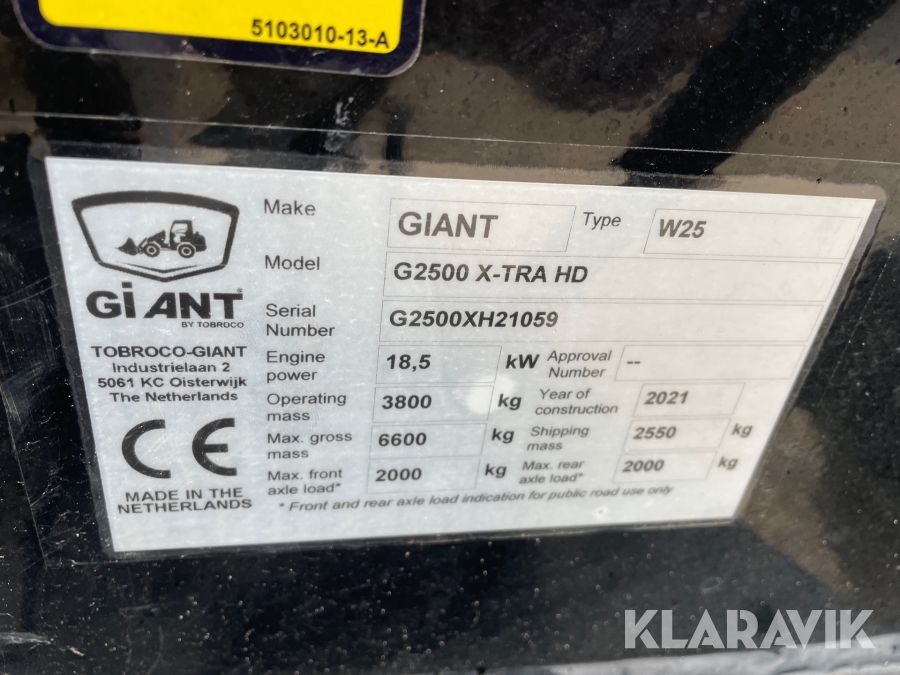 5103010-13-A
Make GIANT Type W25
Model G2500 X-TRA HD
GiANT
BY TOBROCO
Serial Number G2500XH21059
TOBROCO-GIANT
Industrielaan 2
5061 KC Oisterwijk
The Netherlands
Engine power 18,5 kW Approval Number --
Operating mass 3800 kg Year of construction 2021
Max. gross mass 6600 kg Shipping mass 2550 kg
Max. front axle load* 2000 kg Max. rear axle load* 2000 kg
CE
MADE IN THE
NETHERLANDS
* Front and rear axle load indication for public road use only
KLARAVIK